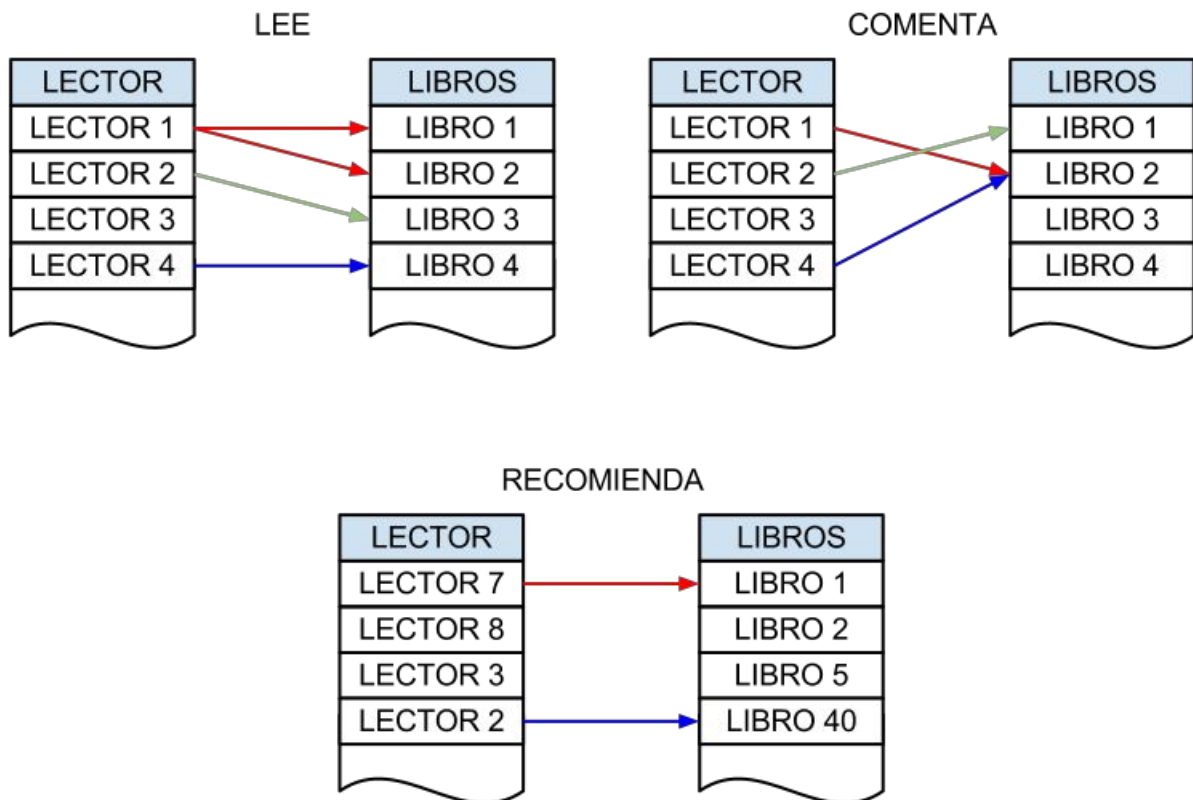 LEE
LECTOR
LECTOR 1
LECTOR 2
LECTOR 3
LECTOR 4
LIBROS
LIBRO 1
LIBRO 2
LIBRO 3
LIBRO 4
COMENTA
LECTOR
LECTOR 1
LECTOR 2
LECTOR 3
LECTOR 4
LIBROS
LIBRO 1
LIBRO 2
LIBRO 3
LIBRO 4
RECOMIENDA
LECTOR
LECTOR 7
LECTOR 8
LECTOR 3
LECTOR 2
LIBROS
LIBRO 1
LIBRO 2
LIBRO 5
LIBRO 40